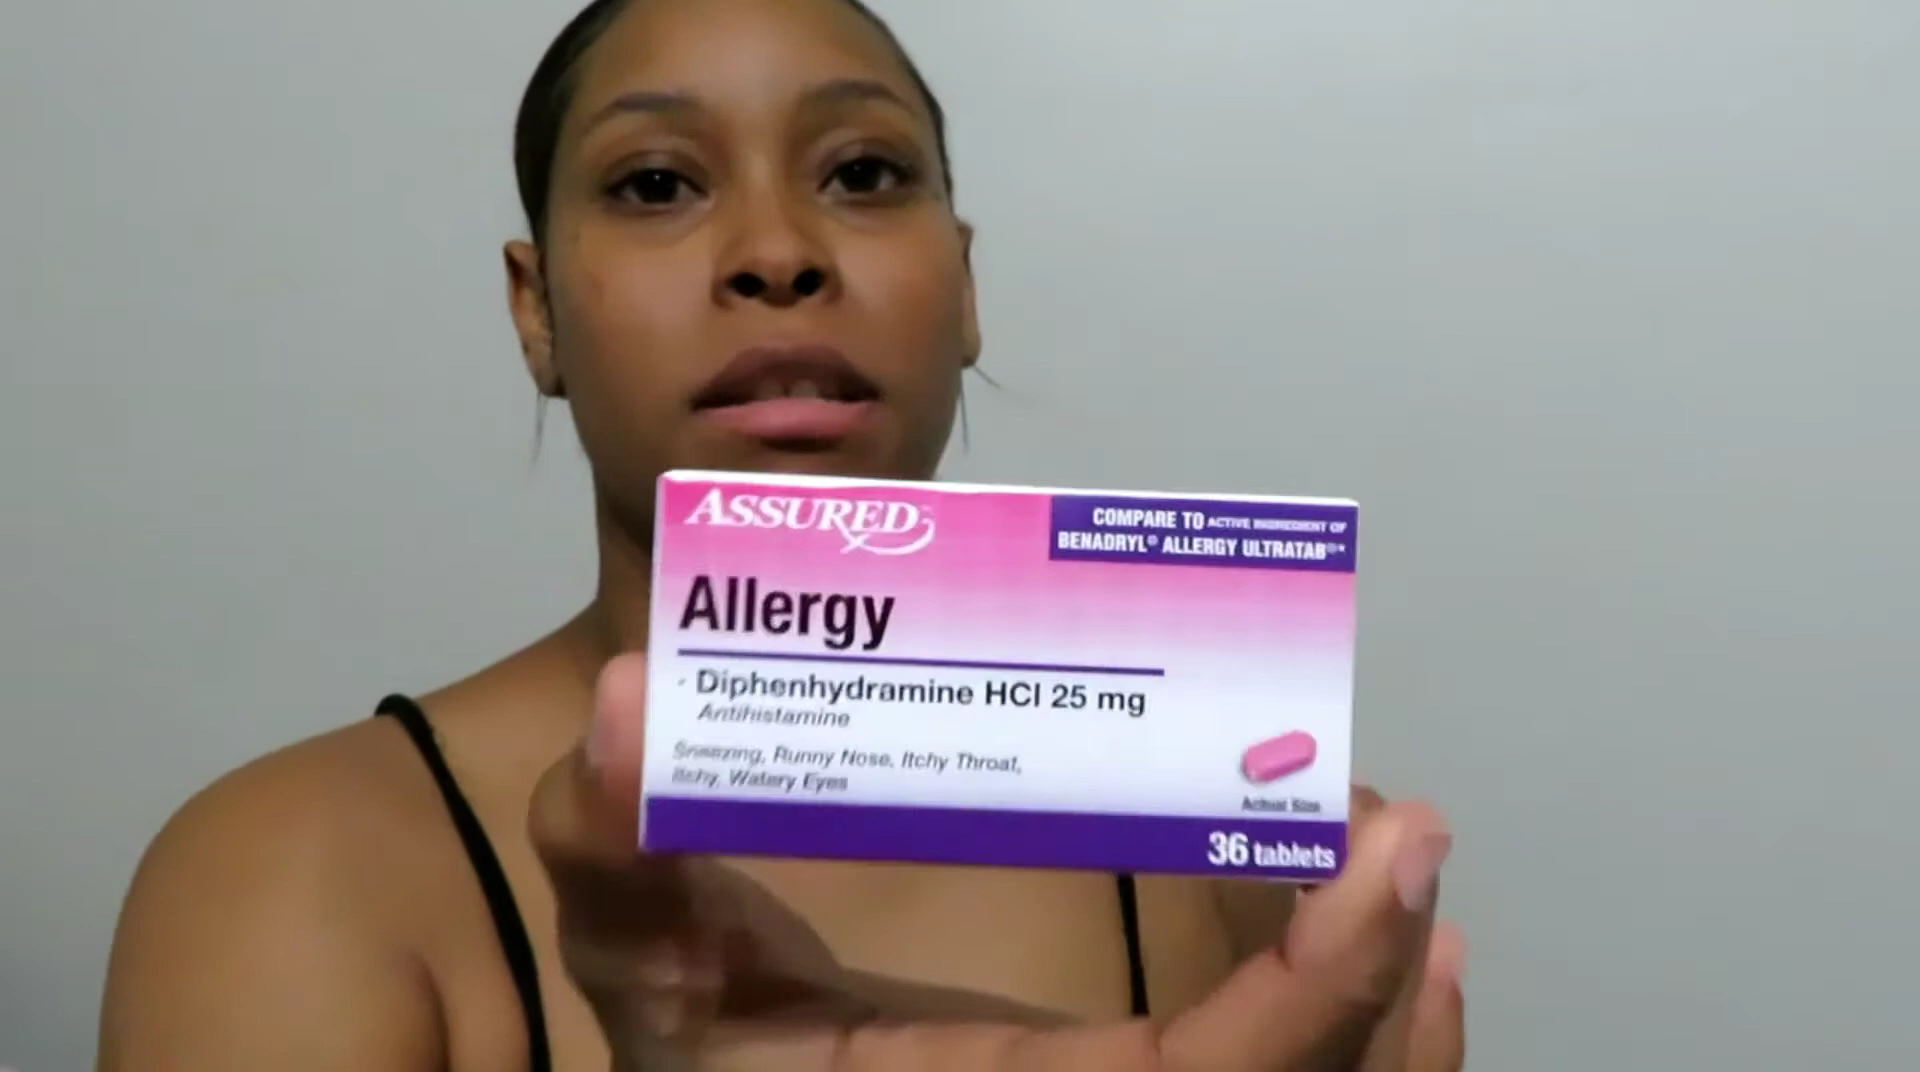 ASSURED
COMPARE TO ACTIVE INGREDIENT OF
BENADRYL® ALLERGY ULTRATAB®*
Allergy
· Diphenhydramine HCl 25 mg
Antihistamine
Sneezing, Runny Nose, Itchy Throat,
Itchy, Watery Eyes
Actual Size
36 tablets